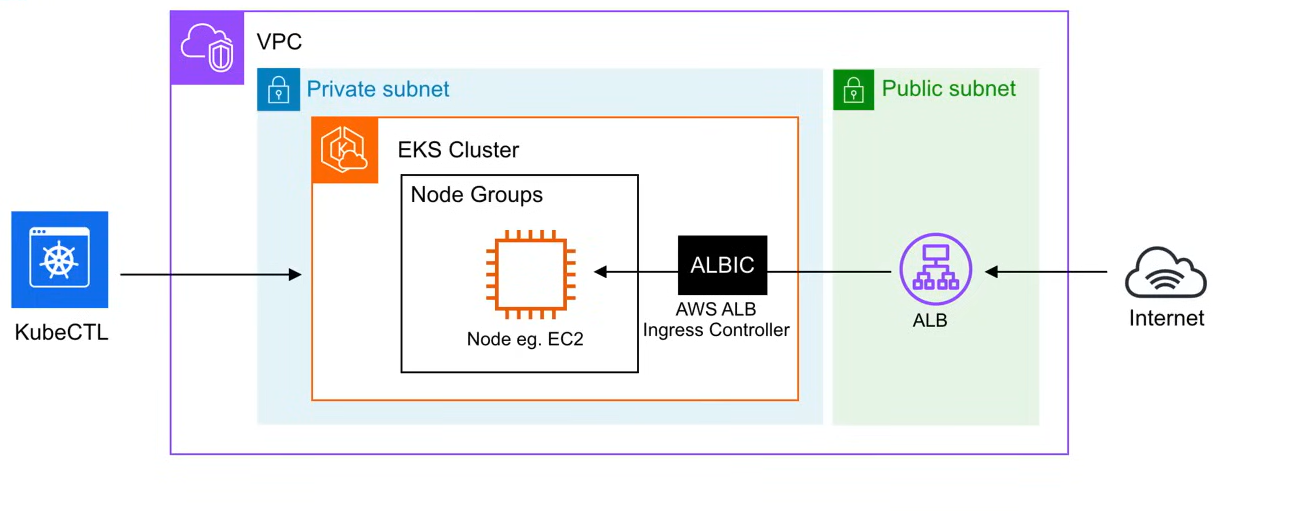 VPC
Private subnet
Public subnet
EKS Cluster
Node Groups
ALBIC
AWS ALB
Ingress Controller
Node eg. EC2
KubeCTL
ALB
Internet